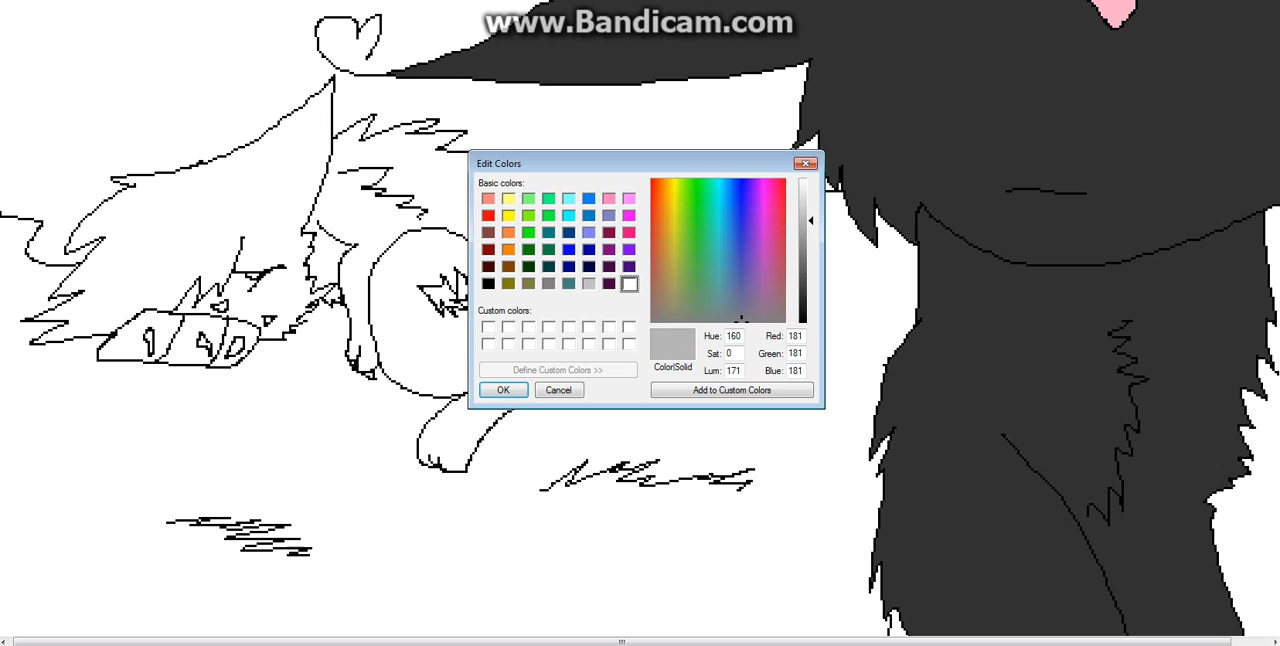 www.Bandicam.com
Edit Colors
Basic colors:
Custom colors:
Define Custom Colors >>
OK Cancel
Color|Solid
Hue: 160 Red: 181
Sat: 0 Green: 181
Lum: 171 Blue: 181
Add to Custom Colors